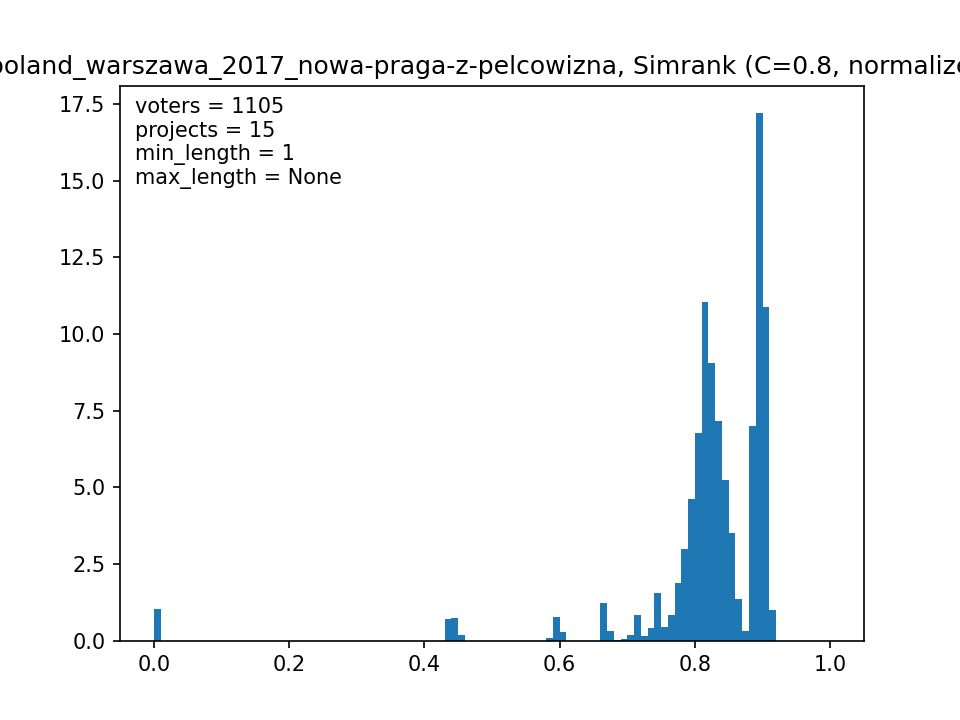 poland_warszawa_2017_nowa-praga-z-pelcowizna, Simrank (C=0.8, normalize
17.5
15.0
12.5
10.0
7.5
5.0
2.5
0.0
voters = 1105
projects = 15
min_length = 1
max_length = None
0.0 0.2 0.4 0.6 0.8 1.0